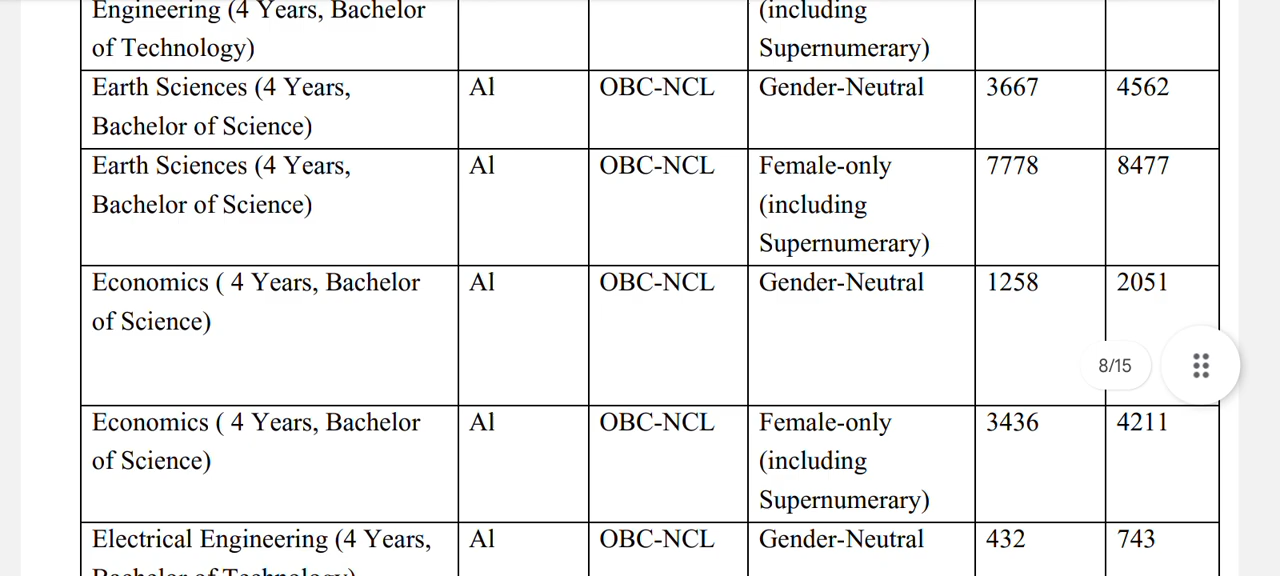 Engineering (4 Years, Bachelor (including
of Technology) Supernumerary)
Earth Sciences (4 Years, Al OBC-NCL Gender-Neutral 3667 4562
Bachelor of Science)
Earth Sciences (4 Years, Al OBC-NCL Female-only 7778 8477
Bachelor of Science) (including
Supernumerary)
Economics ( 4 Years, Bachelor Al OBC-NCL Gender-Neutral 1258 2051
of Science)
8/15
Economics ( 4 Years, Bachelor Al OBC-NCL Female-only 3436 4211
of Science) (including
Supernumerary)
Electrical Engineering (4 Years, Al OBC-NCL Gender-Neutral 432 743
Bachelor of Technology)